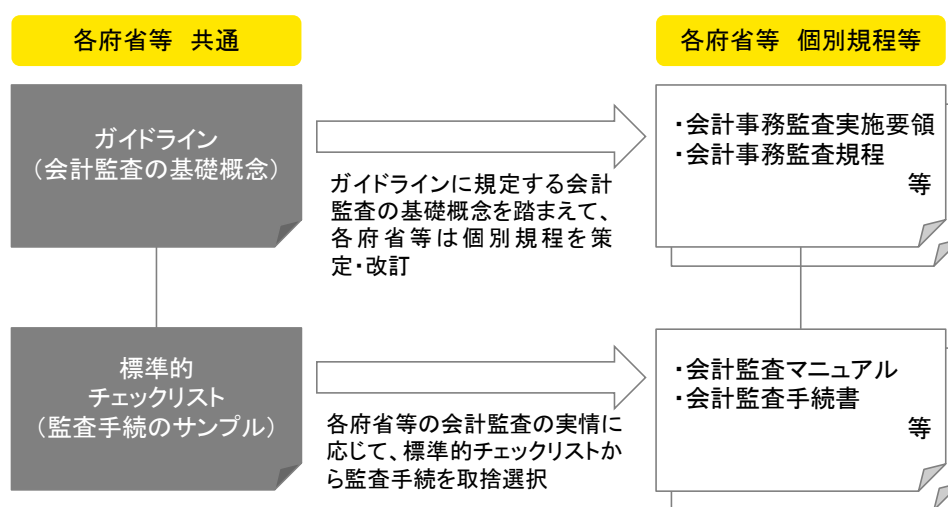 各府省等 共通
各府省等 個別規程等
ガイドライン
（会計監査の基礎概念）
ガイドラインに規定する会計
監査の基礎概念を踏まえて、
各府省等は個別規程を策
定・改訂
・会計事務監査実施要領
・会計事務監査規程
等
標準的
チェックリスト
（監査手続のサンプル）
各府省等の会計監査の実情に
応じて、標準的チェックリストか
ら監査手続を取捨選択
・会計監査マニュアル
・会計監査手続書
等